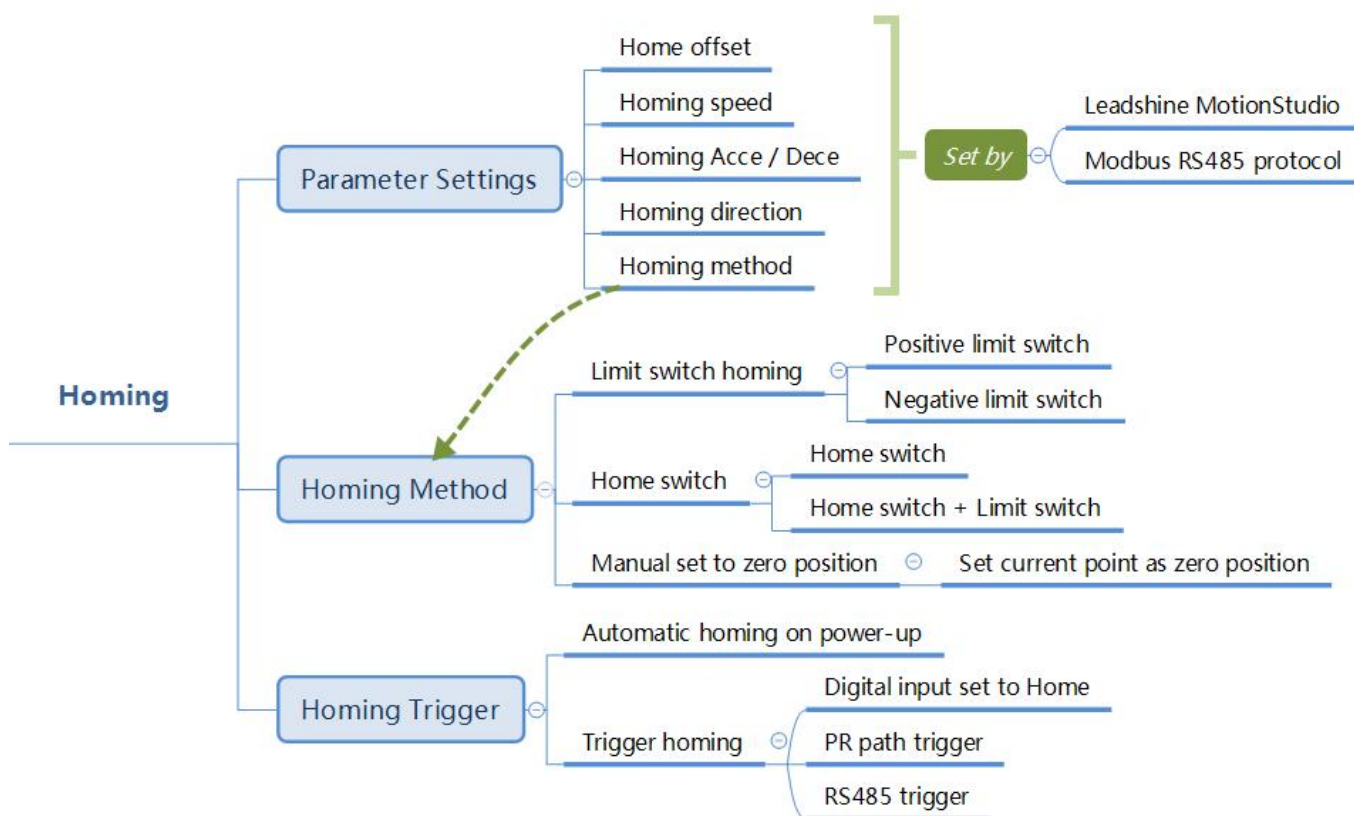 Homing
Parameter Settings
Home offset
Homing speed
Homing Acce / Dece
Homing direction
Homing method
Set by
Leadshine MotionStudio
Modbus RS485 protocol
Homing Method
Limit switch homing
Positive limit switch
Negative limit switch
Home switch
Home switch
Home switch + Limit switch
Manual set to zero position
Set current point as zero position
Homing Trigger
Automatic homing on power-up
Trigger homing
Digital input set to Home
PR path trigger
RS485 trigger